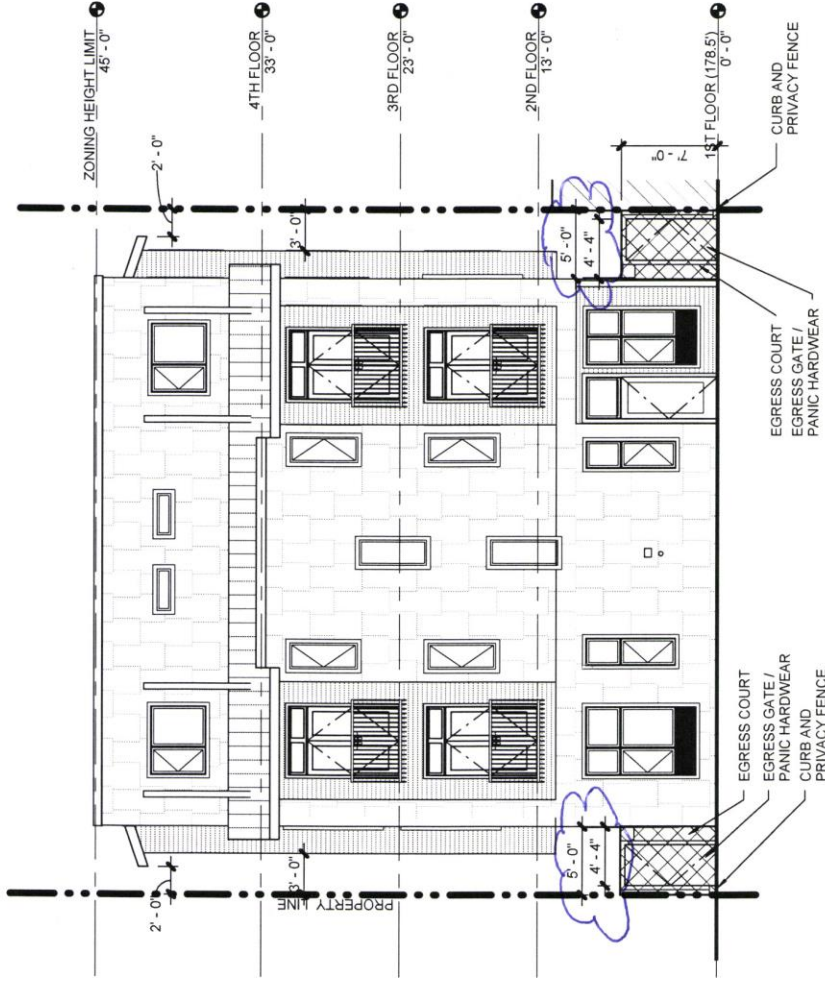 ZONING HEIGHT LIMIT
45' - 0"
4TH FLOOR
33' - 0"
3RD FLOOR
23' - 0"
2ND FLOOR
13' - 0"
1ST FLOOR (178.5')
0' - 0"
2' - 0"
3' - 0"
5' - 0"
4' - 4"
7' - 0"
CURB AND
PRIVACY FENCE
EGRESS COURT
EGRESS GATE /
PANIC HARDWEAR
2' - 0"
3' - 0"
PROPERTY LINE
5' - 0"
4' - 4"
EGRESS COURT
EGRESS GATE /
PANIC HARDWEAR
CURB AND
PRIVACY FENCE